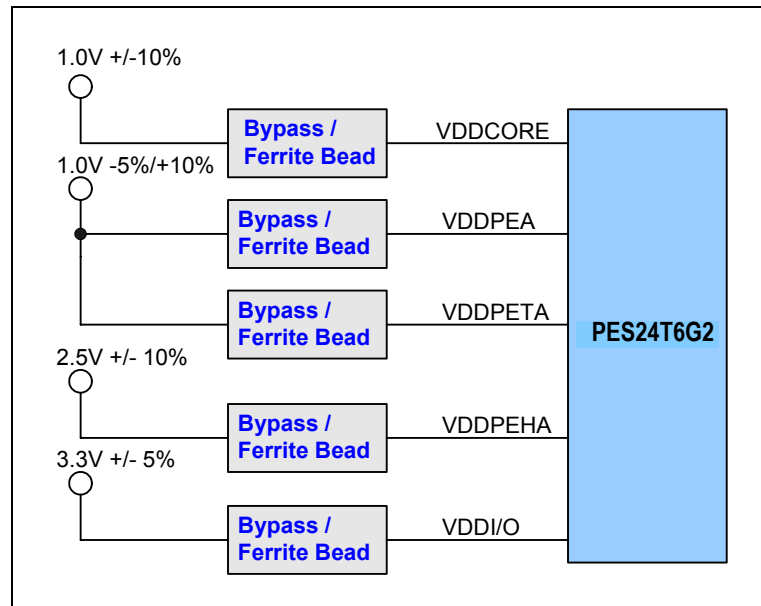 1.0V +/-10%
Bypass /
Ferrite Bead
VDDCORE
1.0V -5%/+10%
Bypass /
Ferrite Bead
VDDPEA
Bypass /
Ferrite Bead
VDDPETA
PES24T6G2
2.5V +/- 10%
Bypass /
Ferrite Bead
VDDPEHA
3.3V +/- 5%
Bypass /
Ferrite Bead
VDDI/O